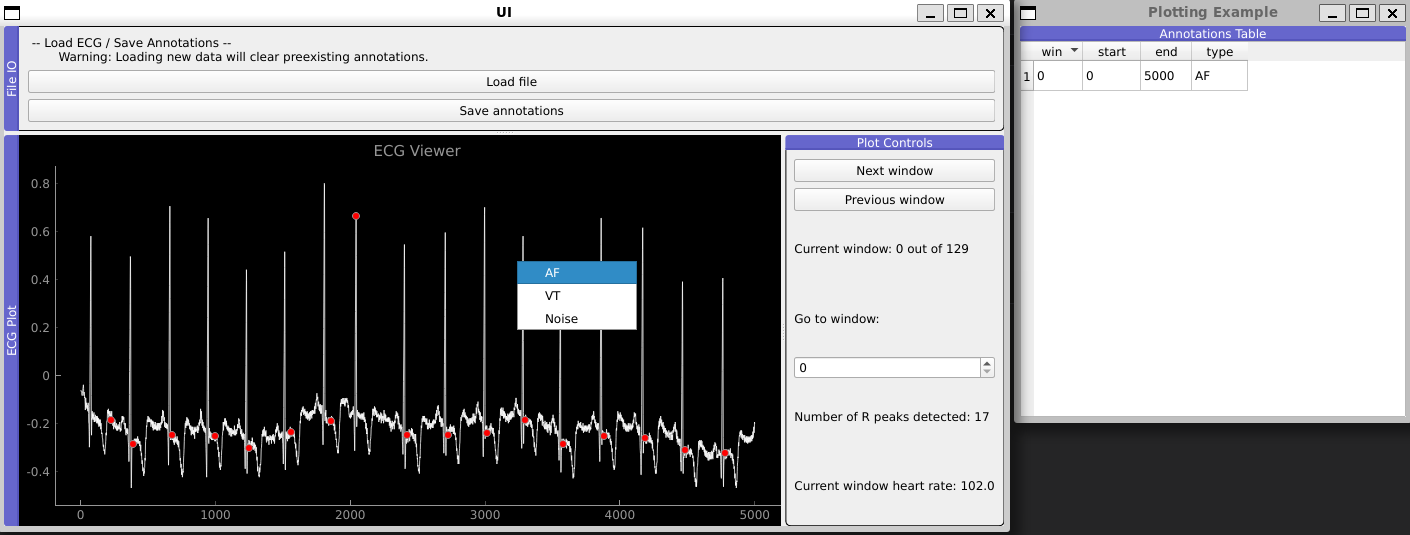 UI
File IO
-- Load ECG / Save Annotations --
Warning: Loading new data will clear preexisting annotations.
Load file
Save annotations
ECG Plot
ECG Viewer
0.8
0.6
0.4
0.2
0
-0.2
-0.4
0 1000 2000 3000 4000 5000
AF
VT
Noise
Plot Controls
Next window
Previous window
Current window: 0 out of 129
Go to window:
0
Number of R peaks detected: 17
Current window heart rate: 102.0
Plotting Example
Annotations Table
win start end type
1 0 0 5000 AF